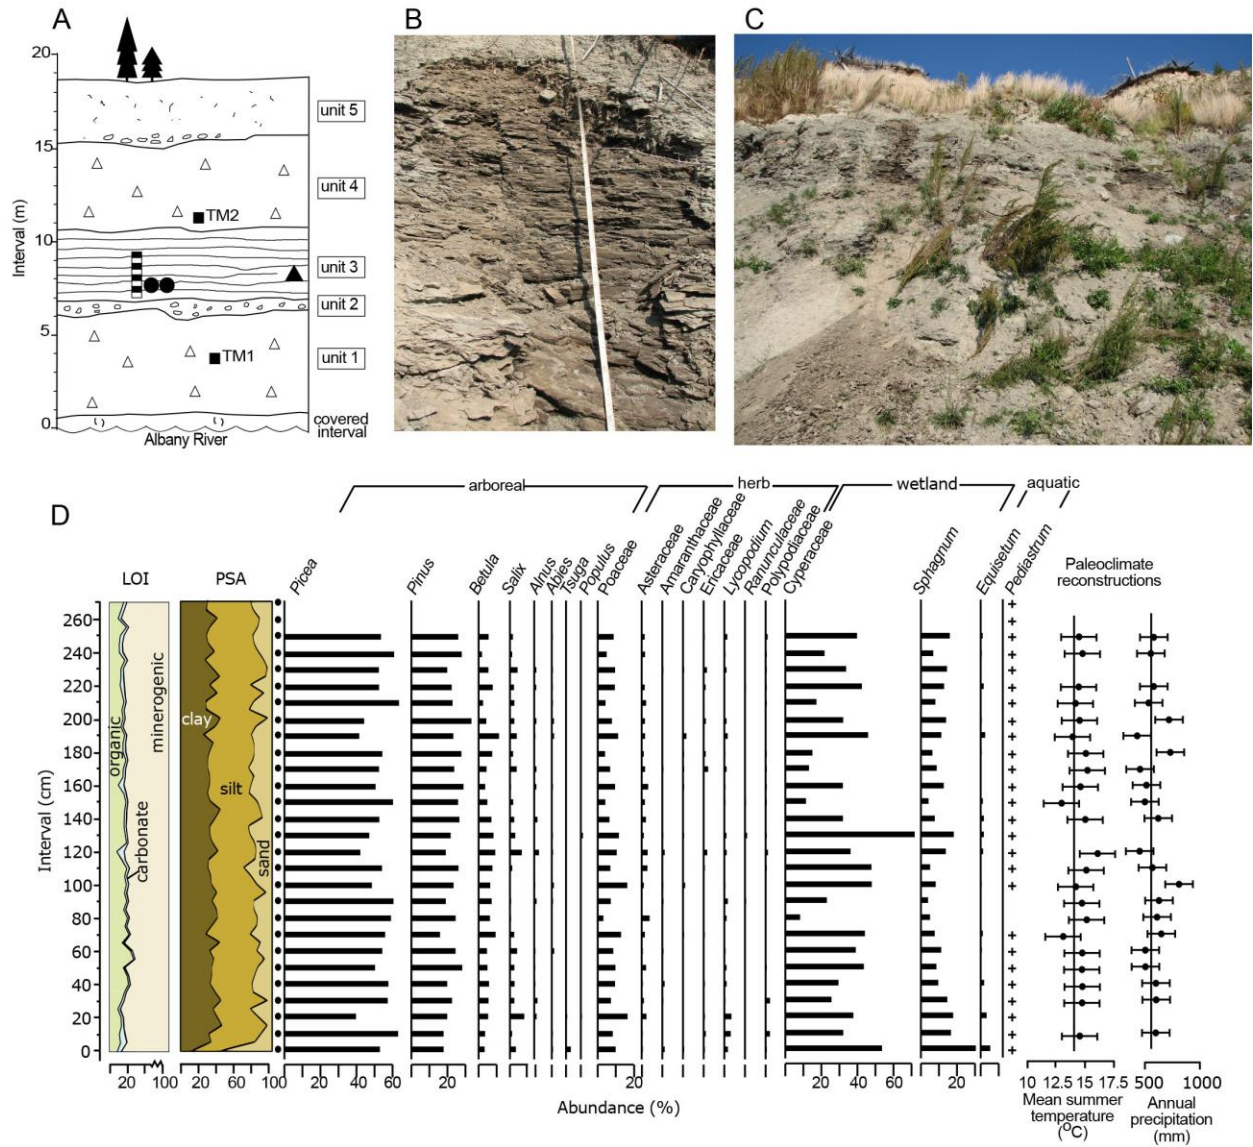 A
B
C
20
15
10
5
0
Interval (m)
unit 5
unit 4
TM2
unit 3
unit 2
TM1
unit 1
covered
interval
Albany River
D
arboreal
herb
wetland
aquatic
LOI
PSA
Picea
Pinus
Betula
Salix
Alnus
Abies
Tsuga
Populus
Poaceae
Asteraceae
Amaranthaceae
Caryophyllaceae
Ericaceae
Lycopodium
Ranunculaceae
Polypodiaceae
Cyperaceae
Sphagnum
Equisetum
Pediastrum
Paleoclimate
reconstructions
Interval (cm)
260
240
220
200
180
160
140
120
100
80
60
40
20
0
organic
carbonate
minerogenic
clay
silt
sand
0 20 100
20 60 100
0 20 40 60
20
20
0 20 40 60
20
Abundance (%)
10 12.5 15 17.5
Mean summer
temperature
(°C)
500 1000
Annual
precipitation
(mm)